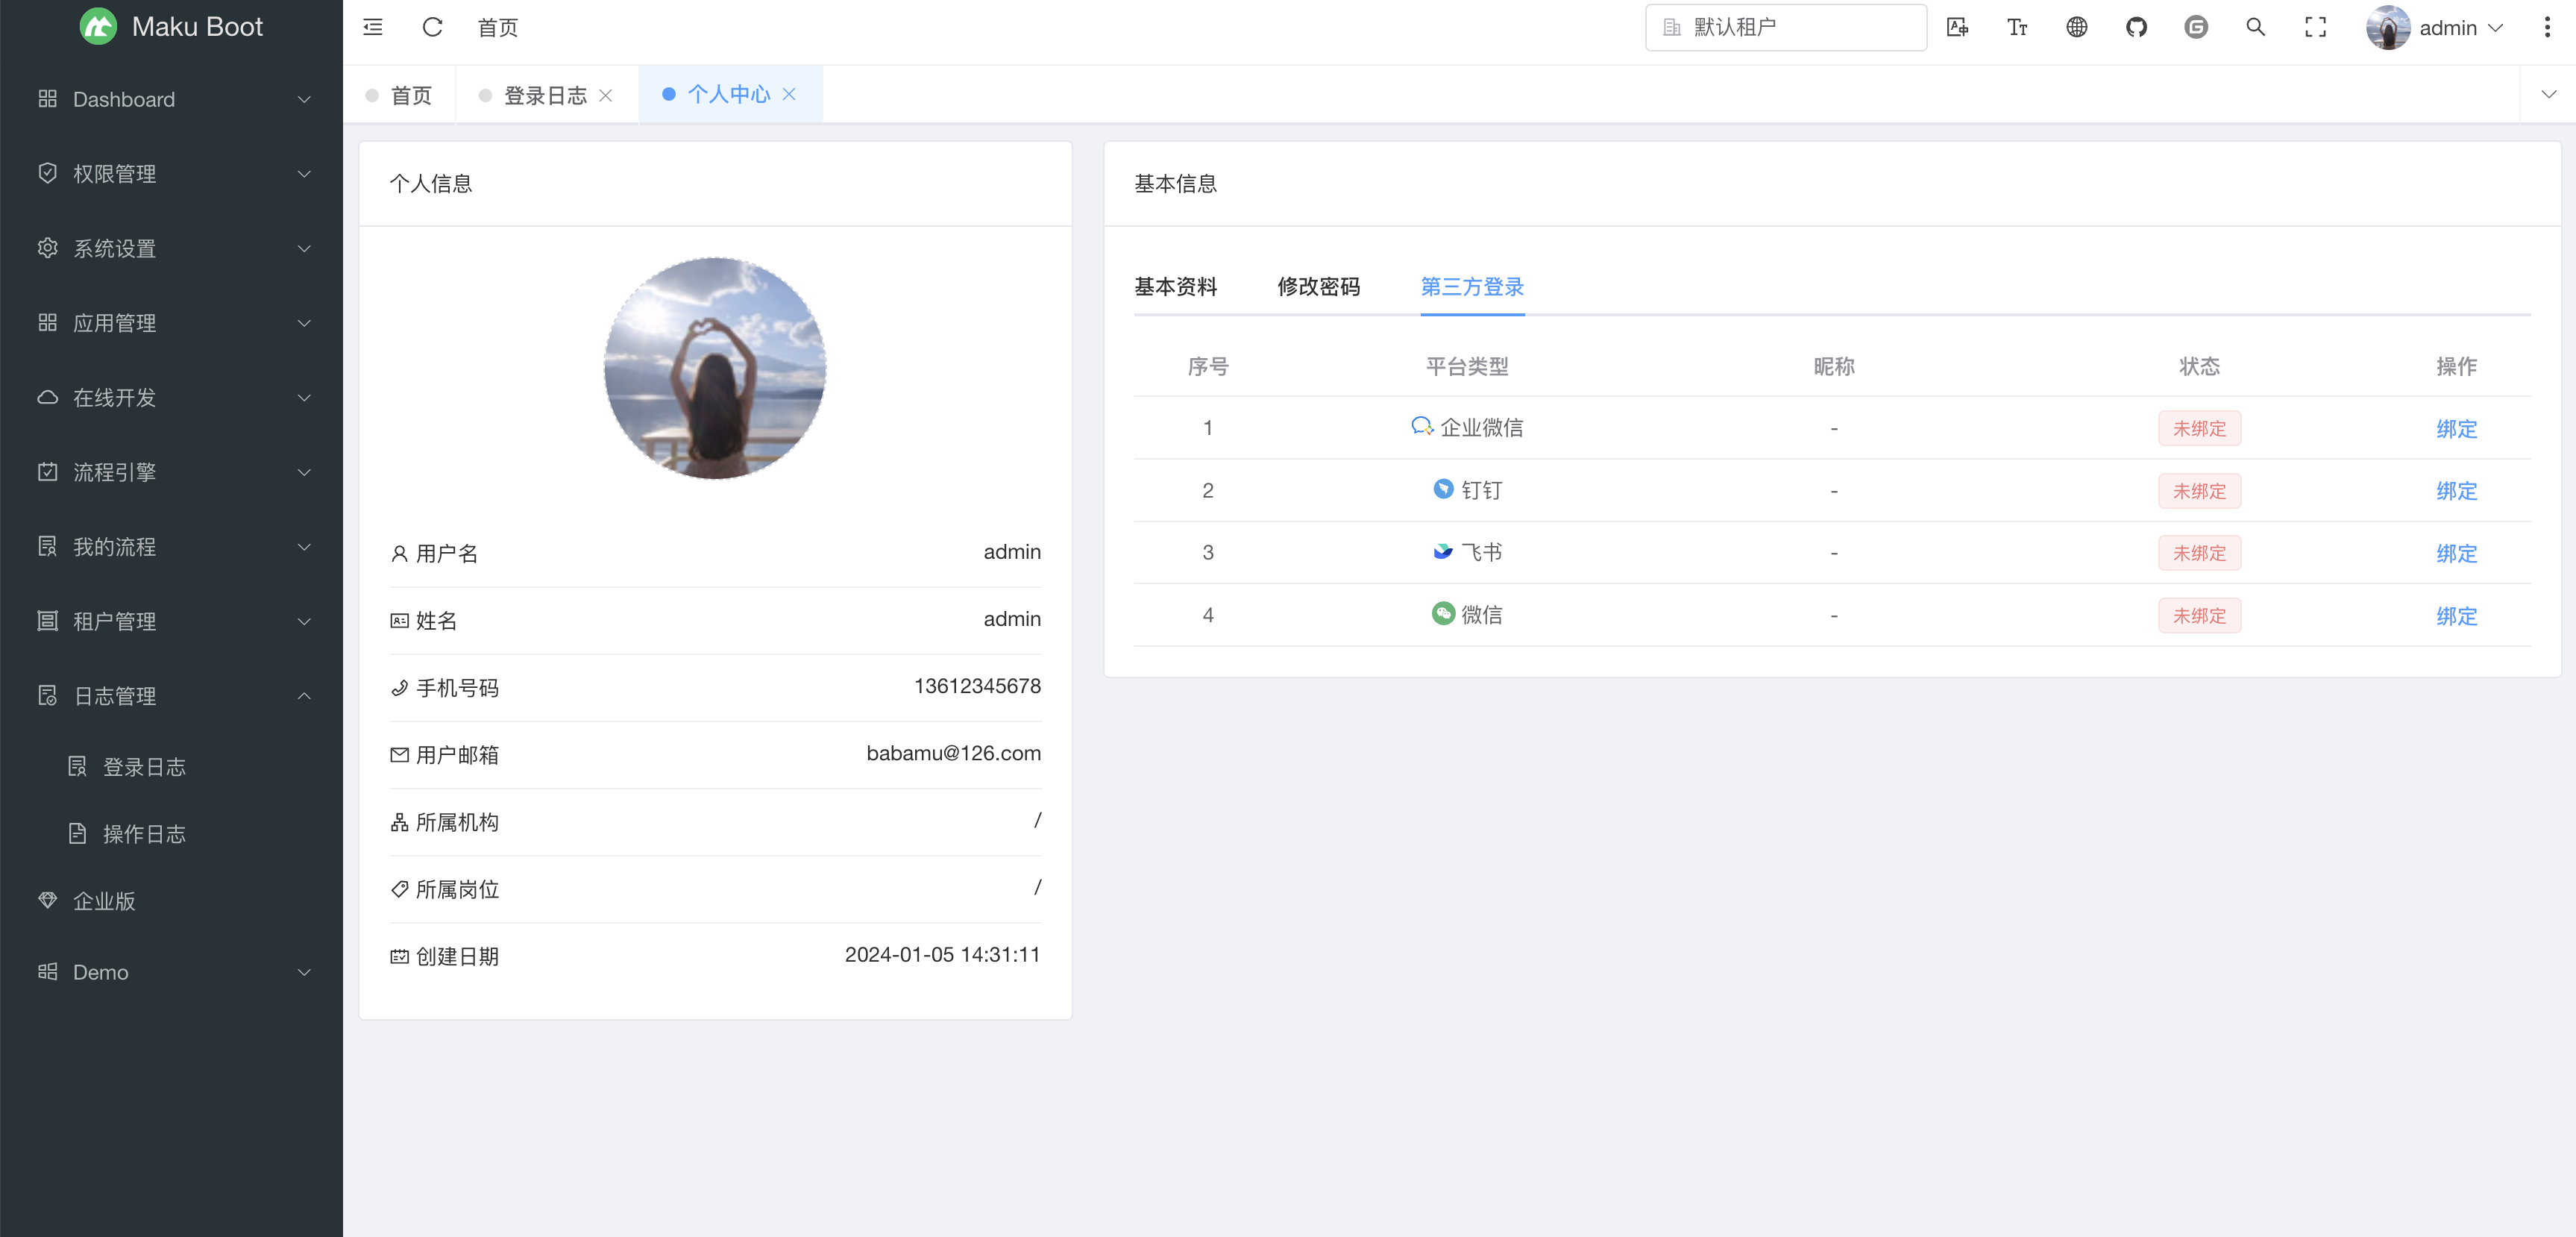 Maku Boot
首页
默认租户
admin
Dashboard
权限管理
系统设置
应用管理
在线开发
流程引擎
我的流程
租户管理
日志管理
登录日志
操作日志
企业版
Demo
首页
登录日志
个人中心
个人信息
用户名 admin
姓名 admin
手机号码 13612345678
用户邮箱 babamu@126.com
所属机构 /
所属岗位 /
创建日期 2024-01-05 14:31:11
基本信息
基本资料 修改密码 第三方登录
序号 平台类型 昵称 状态 操作
1 企业微信 - 未绑定 绑定
2 钉钉 - 未绑定 绑定
3 飞书 - 未绑定 绑定
4 微信 - 未绑定 绑定